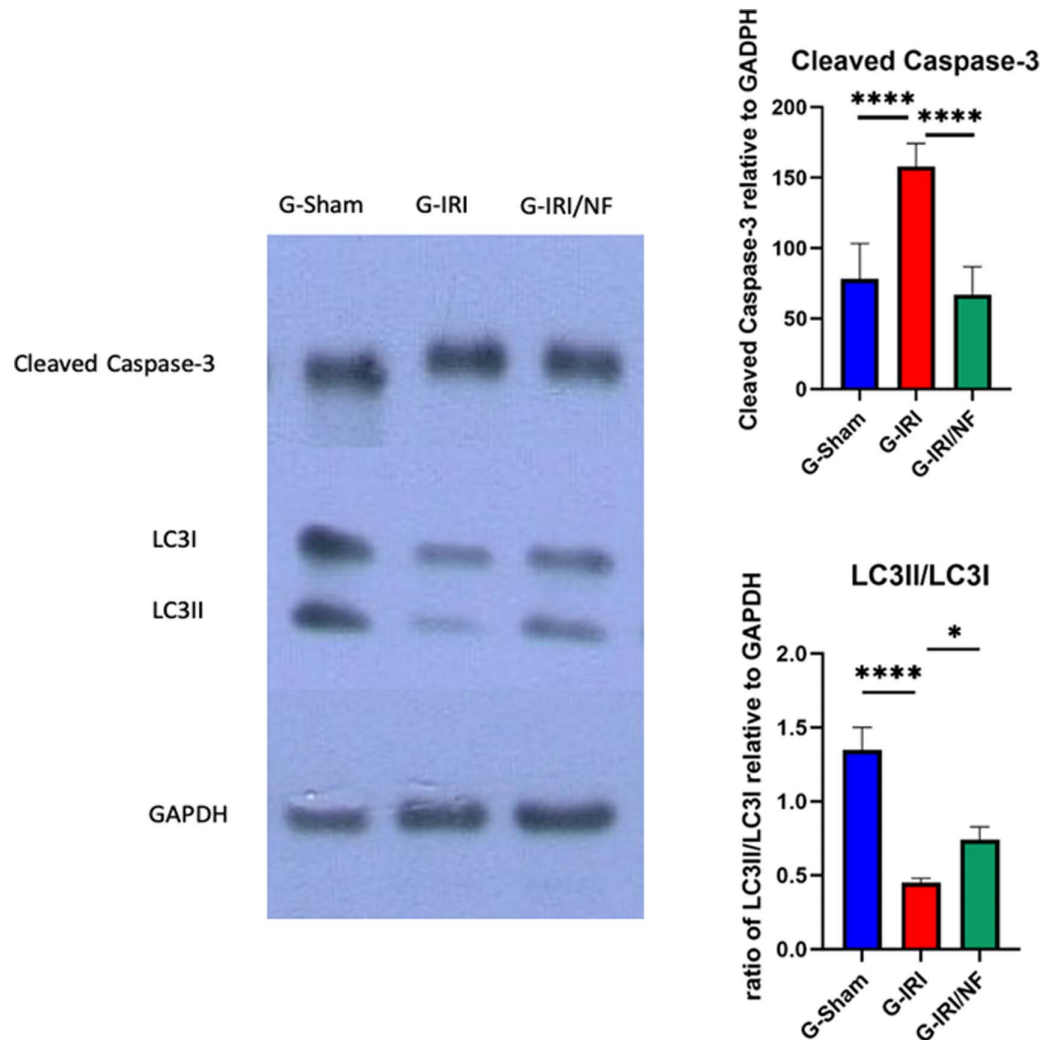 G-Sham G-IRI G-IRI/NF
Cleaved Caspase-3
LC3I
LC3II
GAPDH
Cleaved Caspase-3
Cleaved Caspase-3 relative to GADPH
200
150
100
50
0
****
****
G-Sham
G-IRI
G-IRI/NF
LC3II/LC3I
ratio of LC3II/LC3I relative to GAPDH
2.0
1.5
1.0
0.5
0.0
****
*
G-Sham
G-IRI
G-IRI/NF